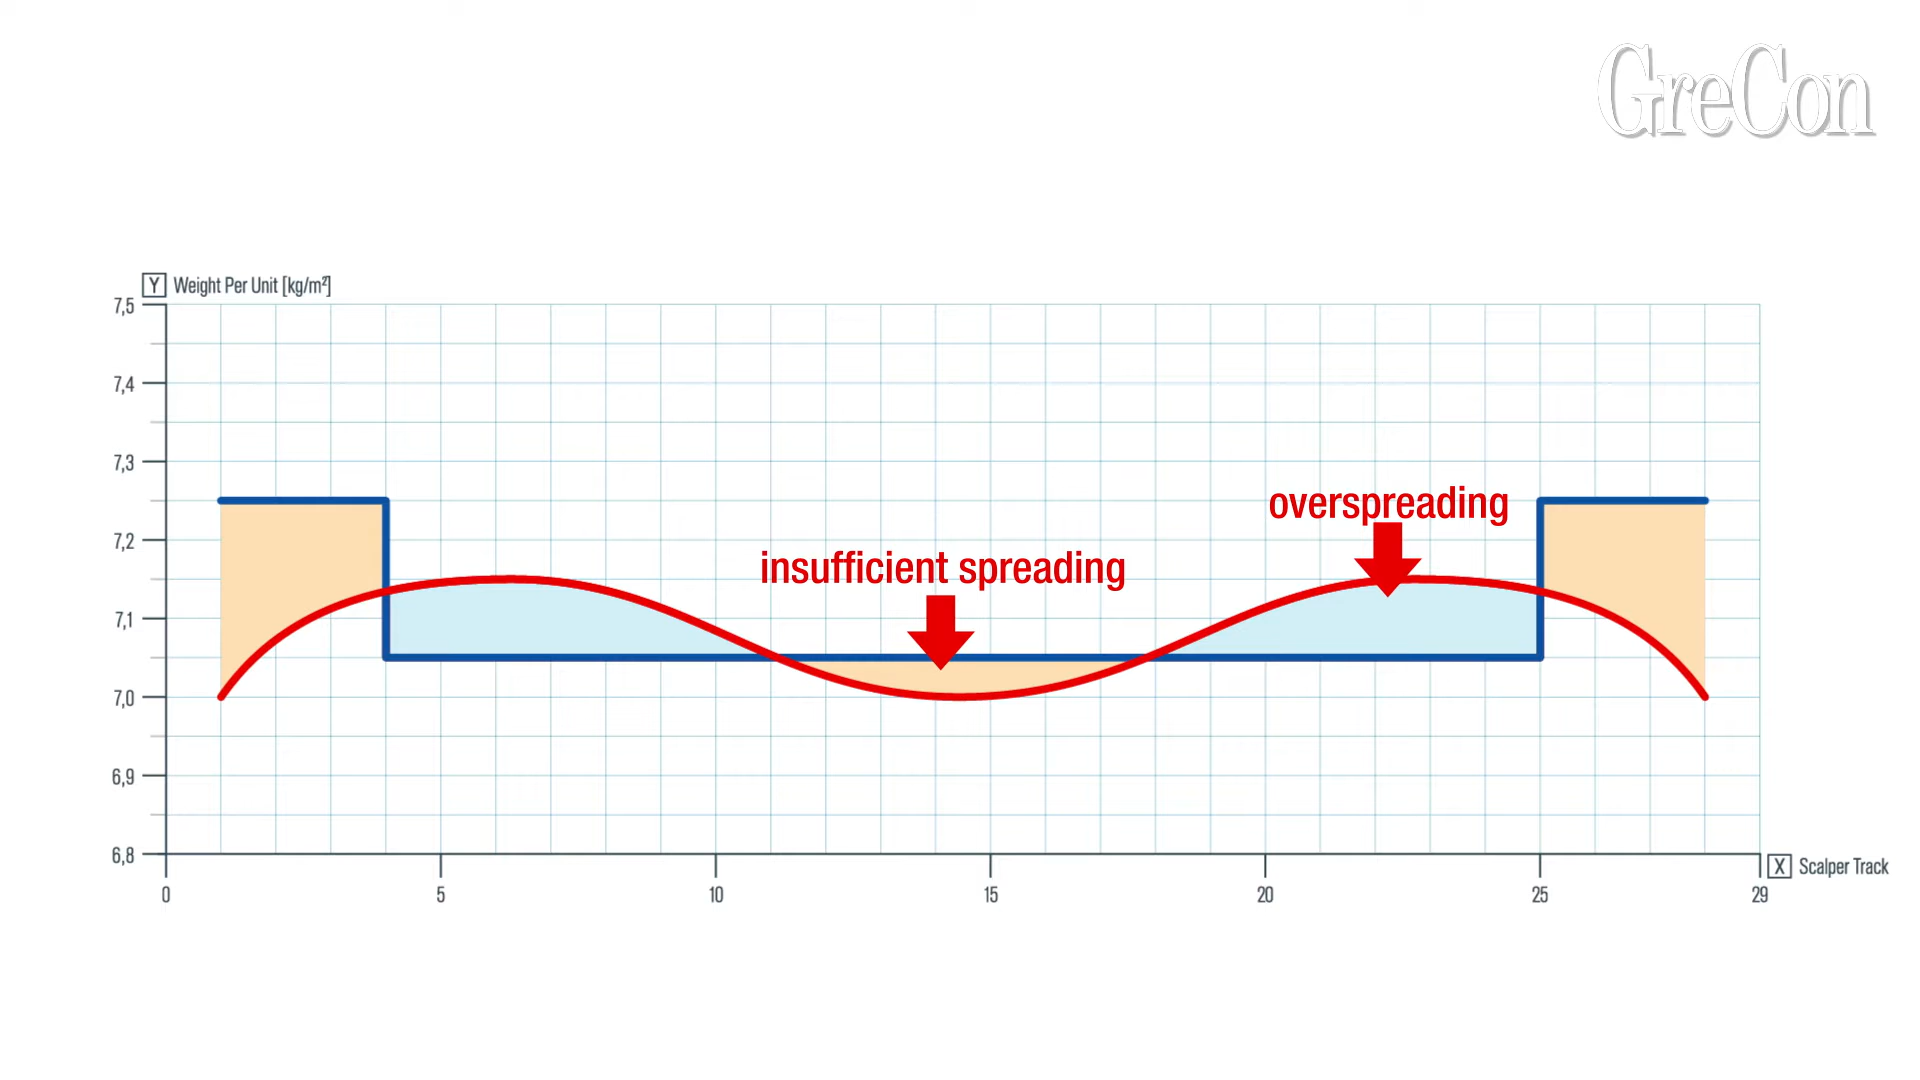 GreCon
Y Weight Per Unit [kg/m²]
7,5
7,4
7,3
7,2
7,1
7,0
6,9
6,8
overspreading
insufficient spreading
0 5 10 15 20 25 29
X Scalper Track